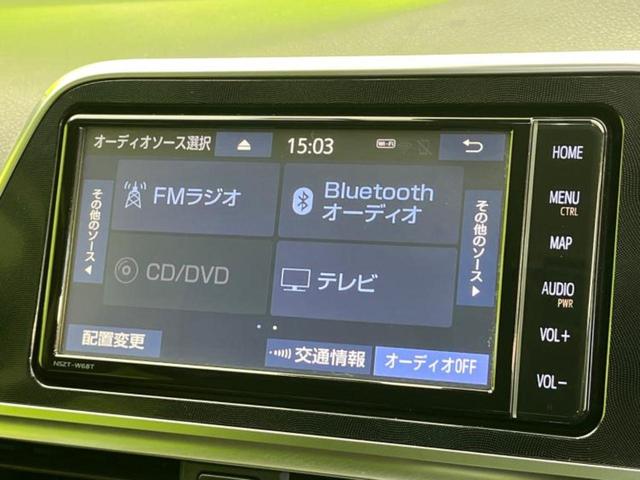 オーディオソース選択
15:03
Wi-Fi
その他のソース
FMラジオ
Bluetooth
オーディオ
その他のソース
CD/DVD
テレビ
配置変更
交通情報
オーディオOFF
NSZT-W68T
HOME
MENU
CTRL
MAP
AUDIO
PWR
VOL+
VOL-